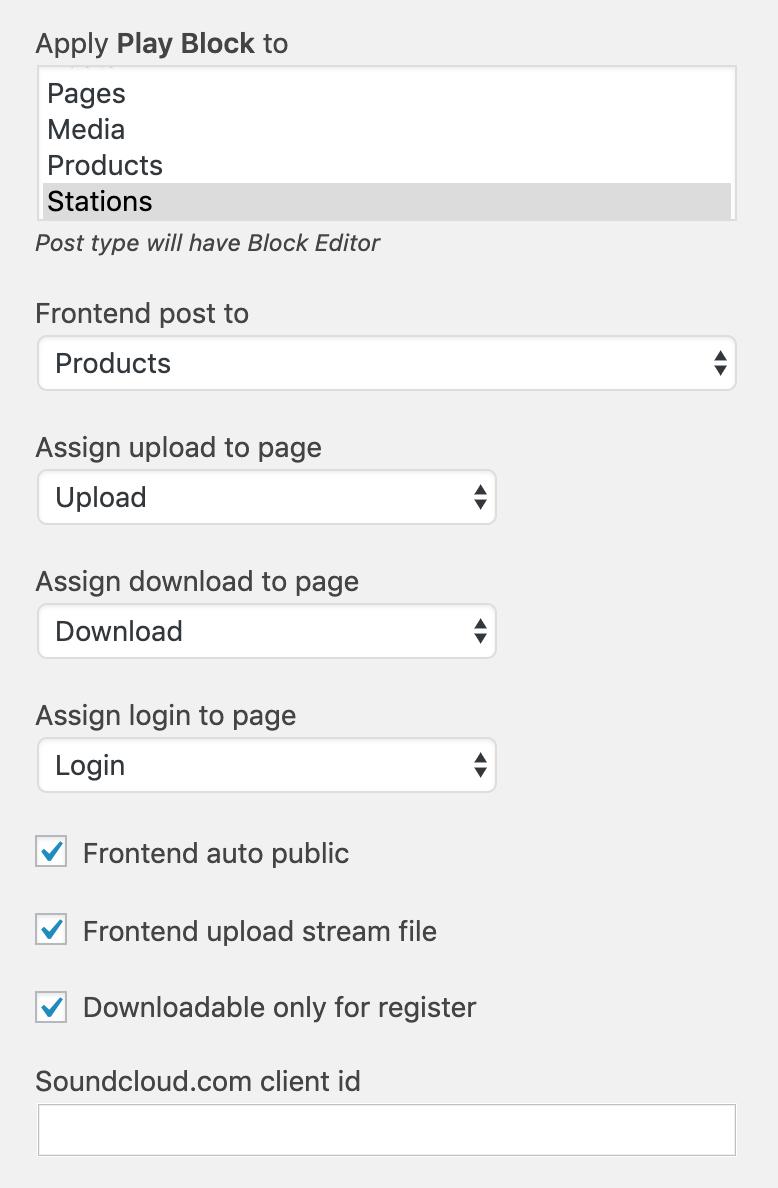 Apply Play Block to
Pages
Media
Products
Stations
Post type will have Block Editor
Frontend post to
Products
Assign upload to page
Upload
Assign download to page
Download
Assign login to page
Login
Frontend auto public
Frontend upload stream file
Downloadable only for register
Soundcloud.com client id